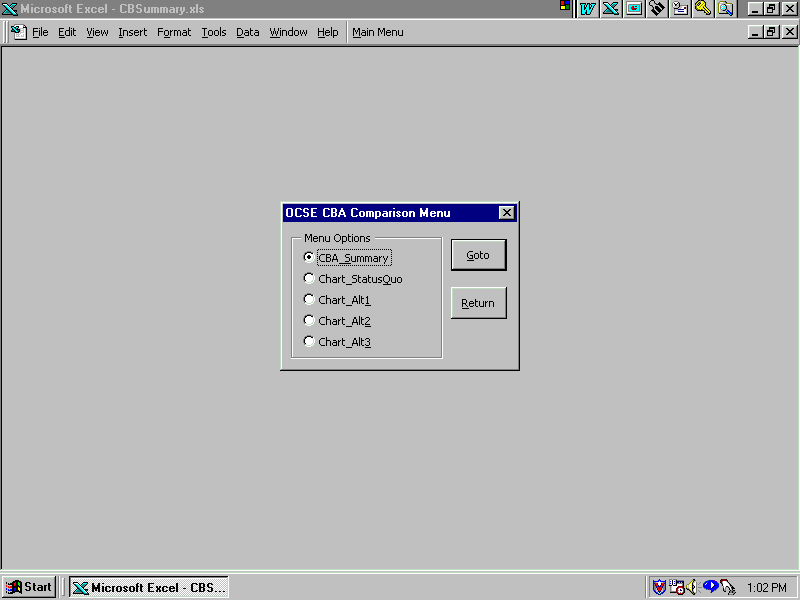 Microsoft Excel - CBSummary.xls
File Edit View Insert Format Tools Data Window Help Main Menu
OCSE CBA Comparison Menu
Menu Options
CBA_Summary
Goto
Chart_StatusQuo
Chart_Alt1
Return
Chart_Alt2
Chart_Alt3
Start Microsoft Excel - CBS... 1:02 PM